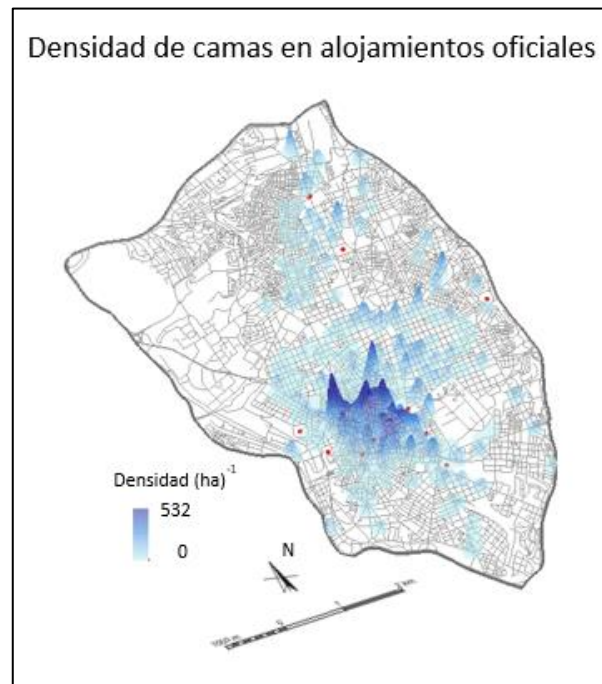 Densidad de camas en alojamientos oficiales
Densidad (ha)⁻¹
532
0
N